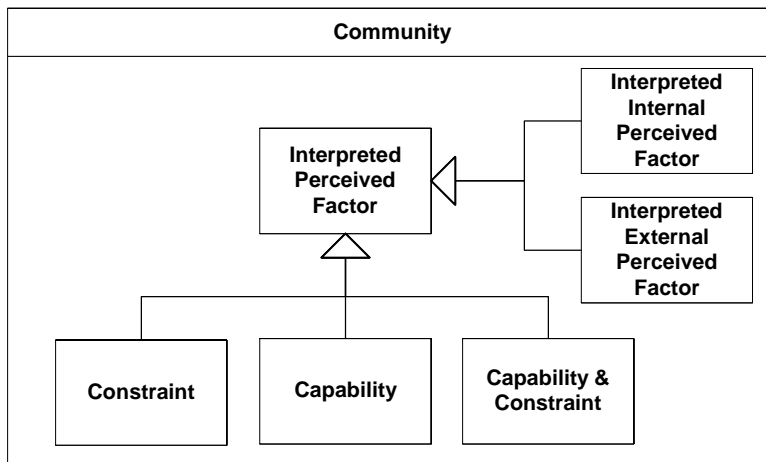 Community
Interpreted
Internal
Perceived
Factor
Interpreted
Perceived
Factor
Interpreted
External
Perceived
Factor
Constraint
Capability
Capability &
Constraint